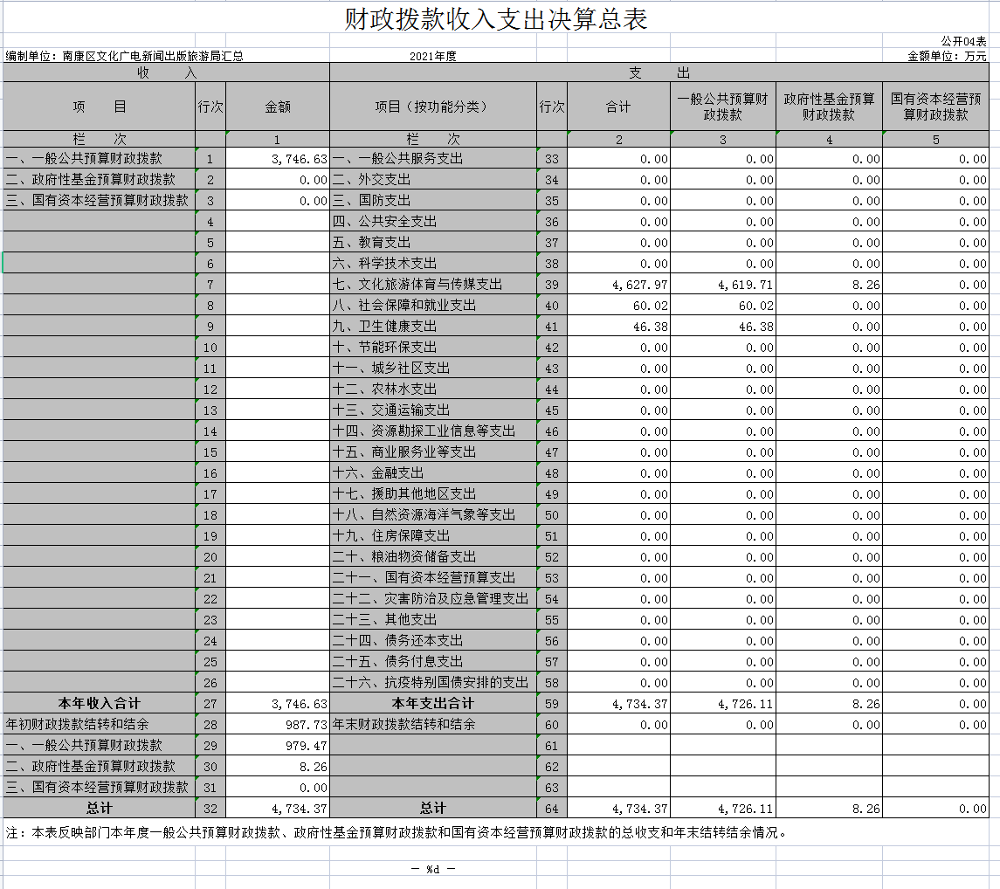 财政拨款收入支出决算总表
公开04表
编制单位：南康区文化广电新闻出版旅游局汇总 2021年度 金额单位：万元
收 入 支 出
项 目 行次 金额 项目（按功能分类） 行次 合计 一般公共预算财政拨款 政府性基金预算财政拨款 国有资本经营预算财政拨款
栏 次 1 栏 次 2 3 4 5
一、一般公共预算财政拨款 1 3,746.63 一、一般公共服务支出 33 0.00 0.00 0.00 0.00
二、政府性基金预算财政拨款 2 0.00 二、外交支出 34 0.00 0.00 0.00 0.00
三、国有资本经营预算财政拨款 3 0.00 三、国防支出 35 0.00 0.00 0.00 0.00
4 四、公共安全支出 36 0.00 0.00 0.00 0.00
5 五、教育支出 37 0.00 0.00 0.00 0.00
6 六、科学技术支出 38 0.00 0.00 0.00 0.00
7 七、文化旅游体育与传媒支出 39 4,627.97 4,619.71 8.26 0.00
8 八、社会保障和就业支出 40 60.02 60.02 0.00 0.00
9 九、卫生健康支出 41 46.38 46.38 0.00 0.00
10 十、节能环保支出 42 0.00 0.00 0.00 0.00
11 十一、城乡社区支出 43 0.00 0.00 0.00 0.00
12 十二、农林水支出 44 0.00 0.00 0.00 0.00
13 十三、交通运输支出 45 0.00 0.00 0.00 0.00
14 十四、资源勘探工业信息等支出 46 0.00 0.00 0.00 0.00
15 十五、商业服务业等支出 47 0.00 0.00 0.00 0.00
16 十六、金融支出 48 0.00 0.00 0.00 0.00
17 十七、援助其他地区支出 49 0.00 0.00 0.00 0.00
18 十八、自然资源海洋气象等支出 50 0.00 0.00 0.00 0.00
19 十九、住房保障支出 51 0.00 0.00 0.00 0.00
20 二十、粮油物资储备支出 52 0.00 0.00 0.00 0.00
21 二十一、国有资本经营预算支出 53 0.00 0.00 0.00 0.00
22 二十二、灾害防治及应急管理支出 54 0.00 0.00 0.00 0.00
23 二十三、其他支出 55 0.00 0.00 0.00 0.00
24 二十四、债务还本支出 56 0.00 0.00 0.00 0.00
25 二十五、债务付息支出 57 0.00 0.00 0.00 0.00
26 二十六、抗疫特别国债安排的支出 58 0.00 0.00 0.00 0.00
本年收入合计 27 3,746.63 本年支出合计 59 4,734.37 4,726.11 8.26 0.00
年初财政拨款结转和结余 28 987.73 年末财政拨款结转和结余 60 0.00 0.00 0.00 0.00
一、一般公共预算财政拨款 29 979.47 61
二、政府性基金预算财政拨款 30 8.26 62
三、国有资本经营预算财政拨款 31 0.00 63
总计 32 4,734.37 总计 64 4,734.37 4,726.11 8.26 0.00
注：本表反映部门本年度一般公共预算财政拨款、政府性基金预算财政拨款和国有资本经营预算财政拨款的总收支和年末结转结余情况。
— %d —